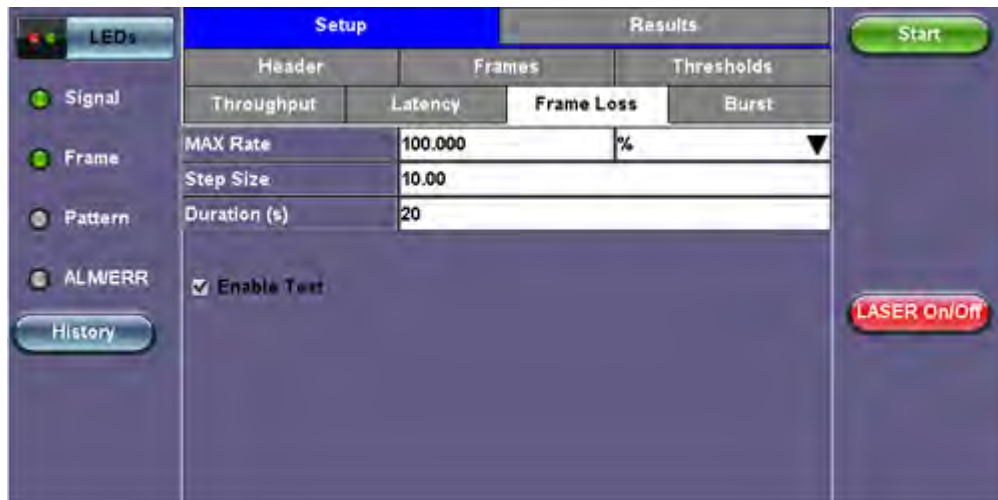 LEDs
Setup
Results
Start
Header
Frames
Thresholds
Signal
Throughput
Latency
Frame Loss
Burst
MAX Rate
100.000
%
Frame
Step Size
10.00
Duration (s)
20
Pattern
ALM/ERR
Enable Test
History
LASER On/Off